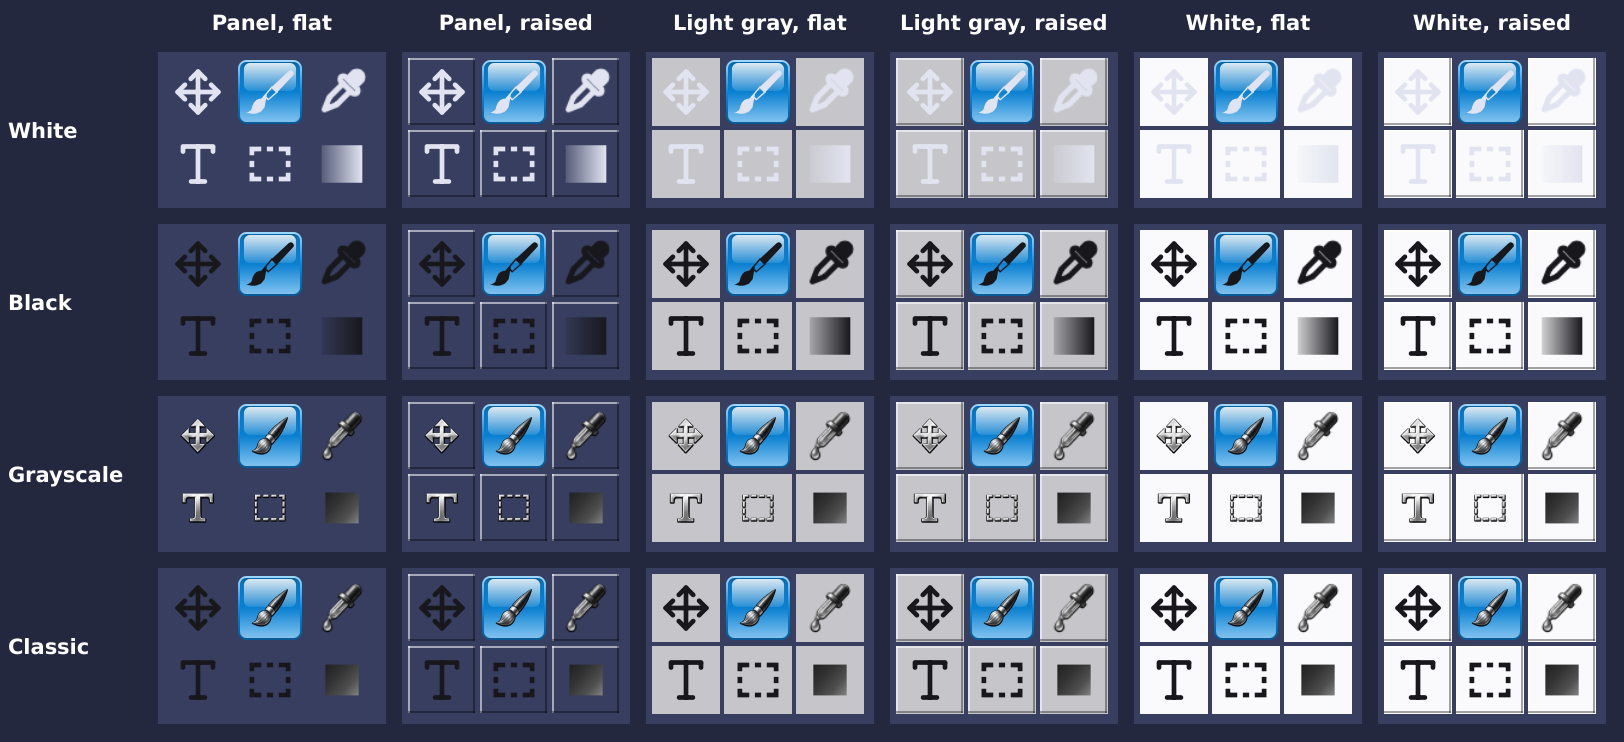 Panel, flat
Panel, raised
Light gray, flat
Light gray, raised
White, flat
White, raised
White
Black
Grayscale
Classic